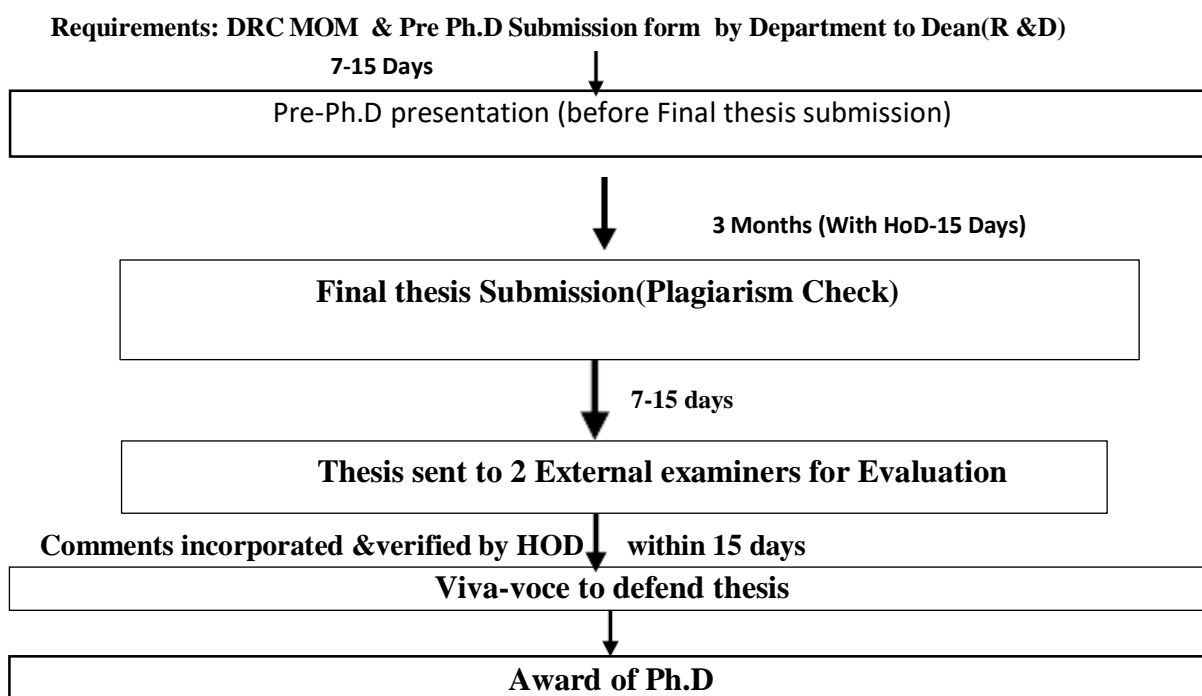 Requirements: DRC MOM & Pre Ph.D Submission form by Department to Dean(R &D)
7-15 Days
Pre-Ph.D presentation (before Final thesis submission)
3 Months (With HoD-15 Days)
Final thesis Submission(Plagiarism Check)
7-15 days
Thesis sent to 2 External examiners for Evaluation
Comments incorporated &verified by HOD within 15 days
Viva-voce to defend thesis
Award of Ph.D